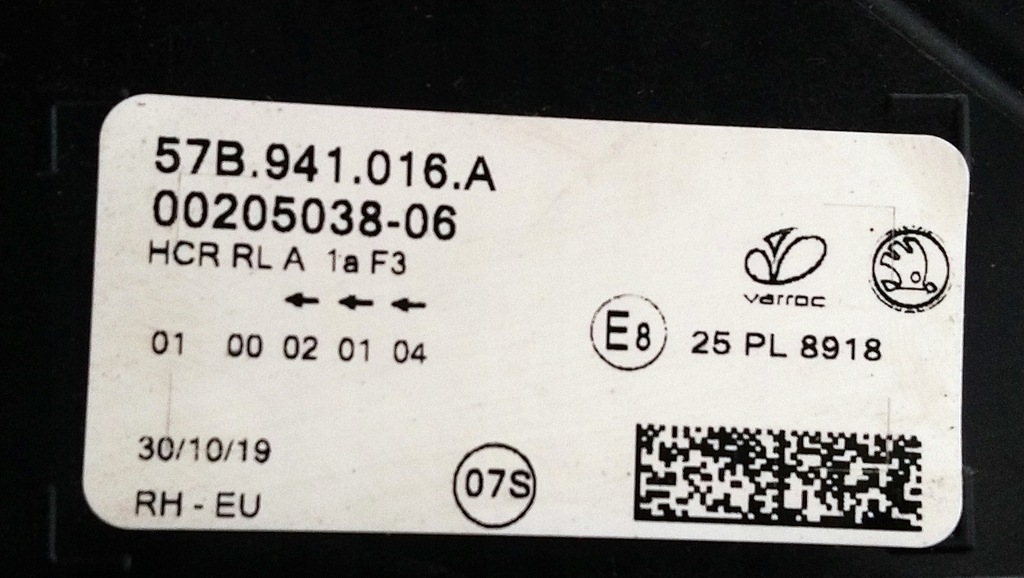 57B.941.016.A
00205038-06
HCR RL A 1a F3
← ← ←
01 00 02 01 04
varroc
E8 25 PL 8918
30/10/19
RH - EU
07S